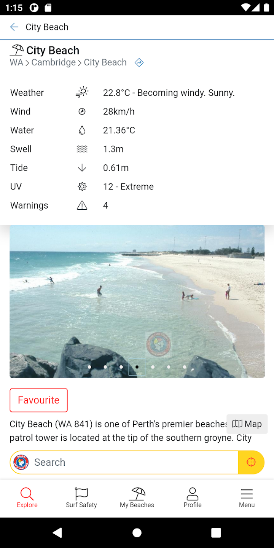 1:15
City Beach
City Beach
WA > Cambridge > City Beach
Weather 22.8°C - Becoming windy. Sunny.
Wind 28km/h
Water 21.36°C
Swell 1.3m
Tide 0.61m
UV 12 - Extreme
Warnings 4
Favourite
City Beach (WA 841) is one of Perth's premier beaches
Map
patrol tower is located at the tip of the southern groyne. City
Search
Explore
Surf Safety
My Beaches
Profile
Menu